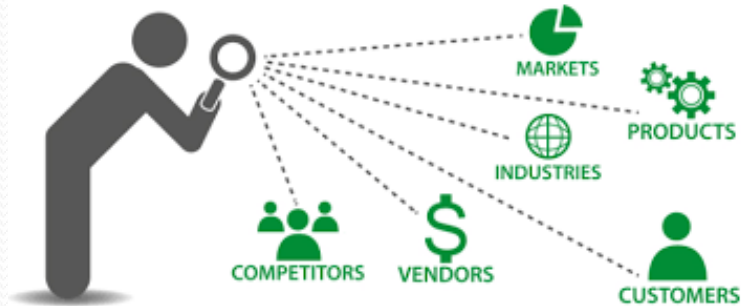 MARKETS
PRODUCTS
INDUSTRIES
COMPETITORS
VENDORS
CUSTOMERS